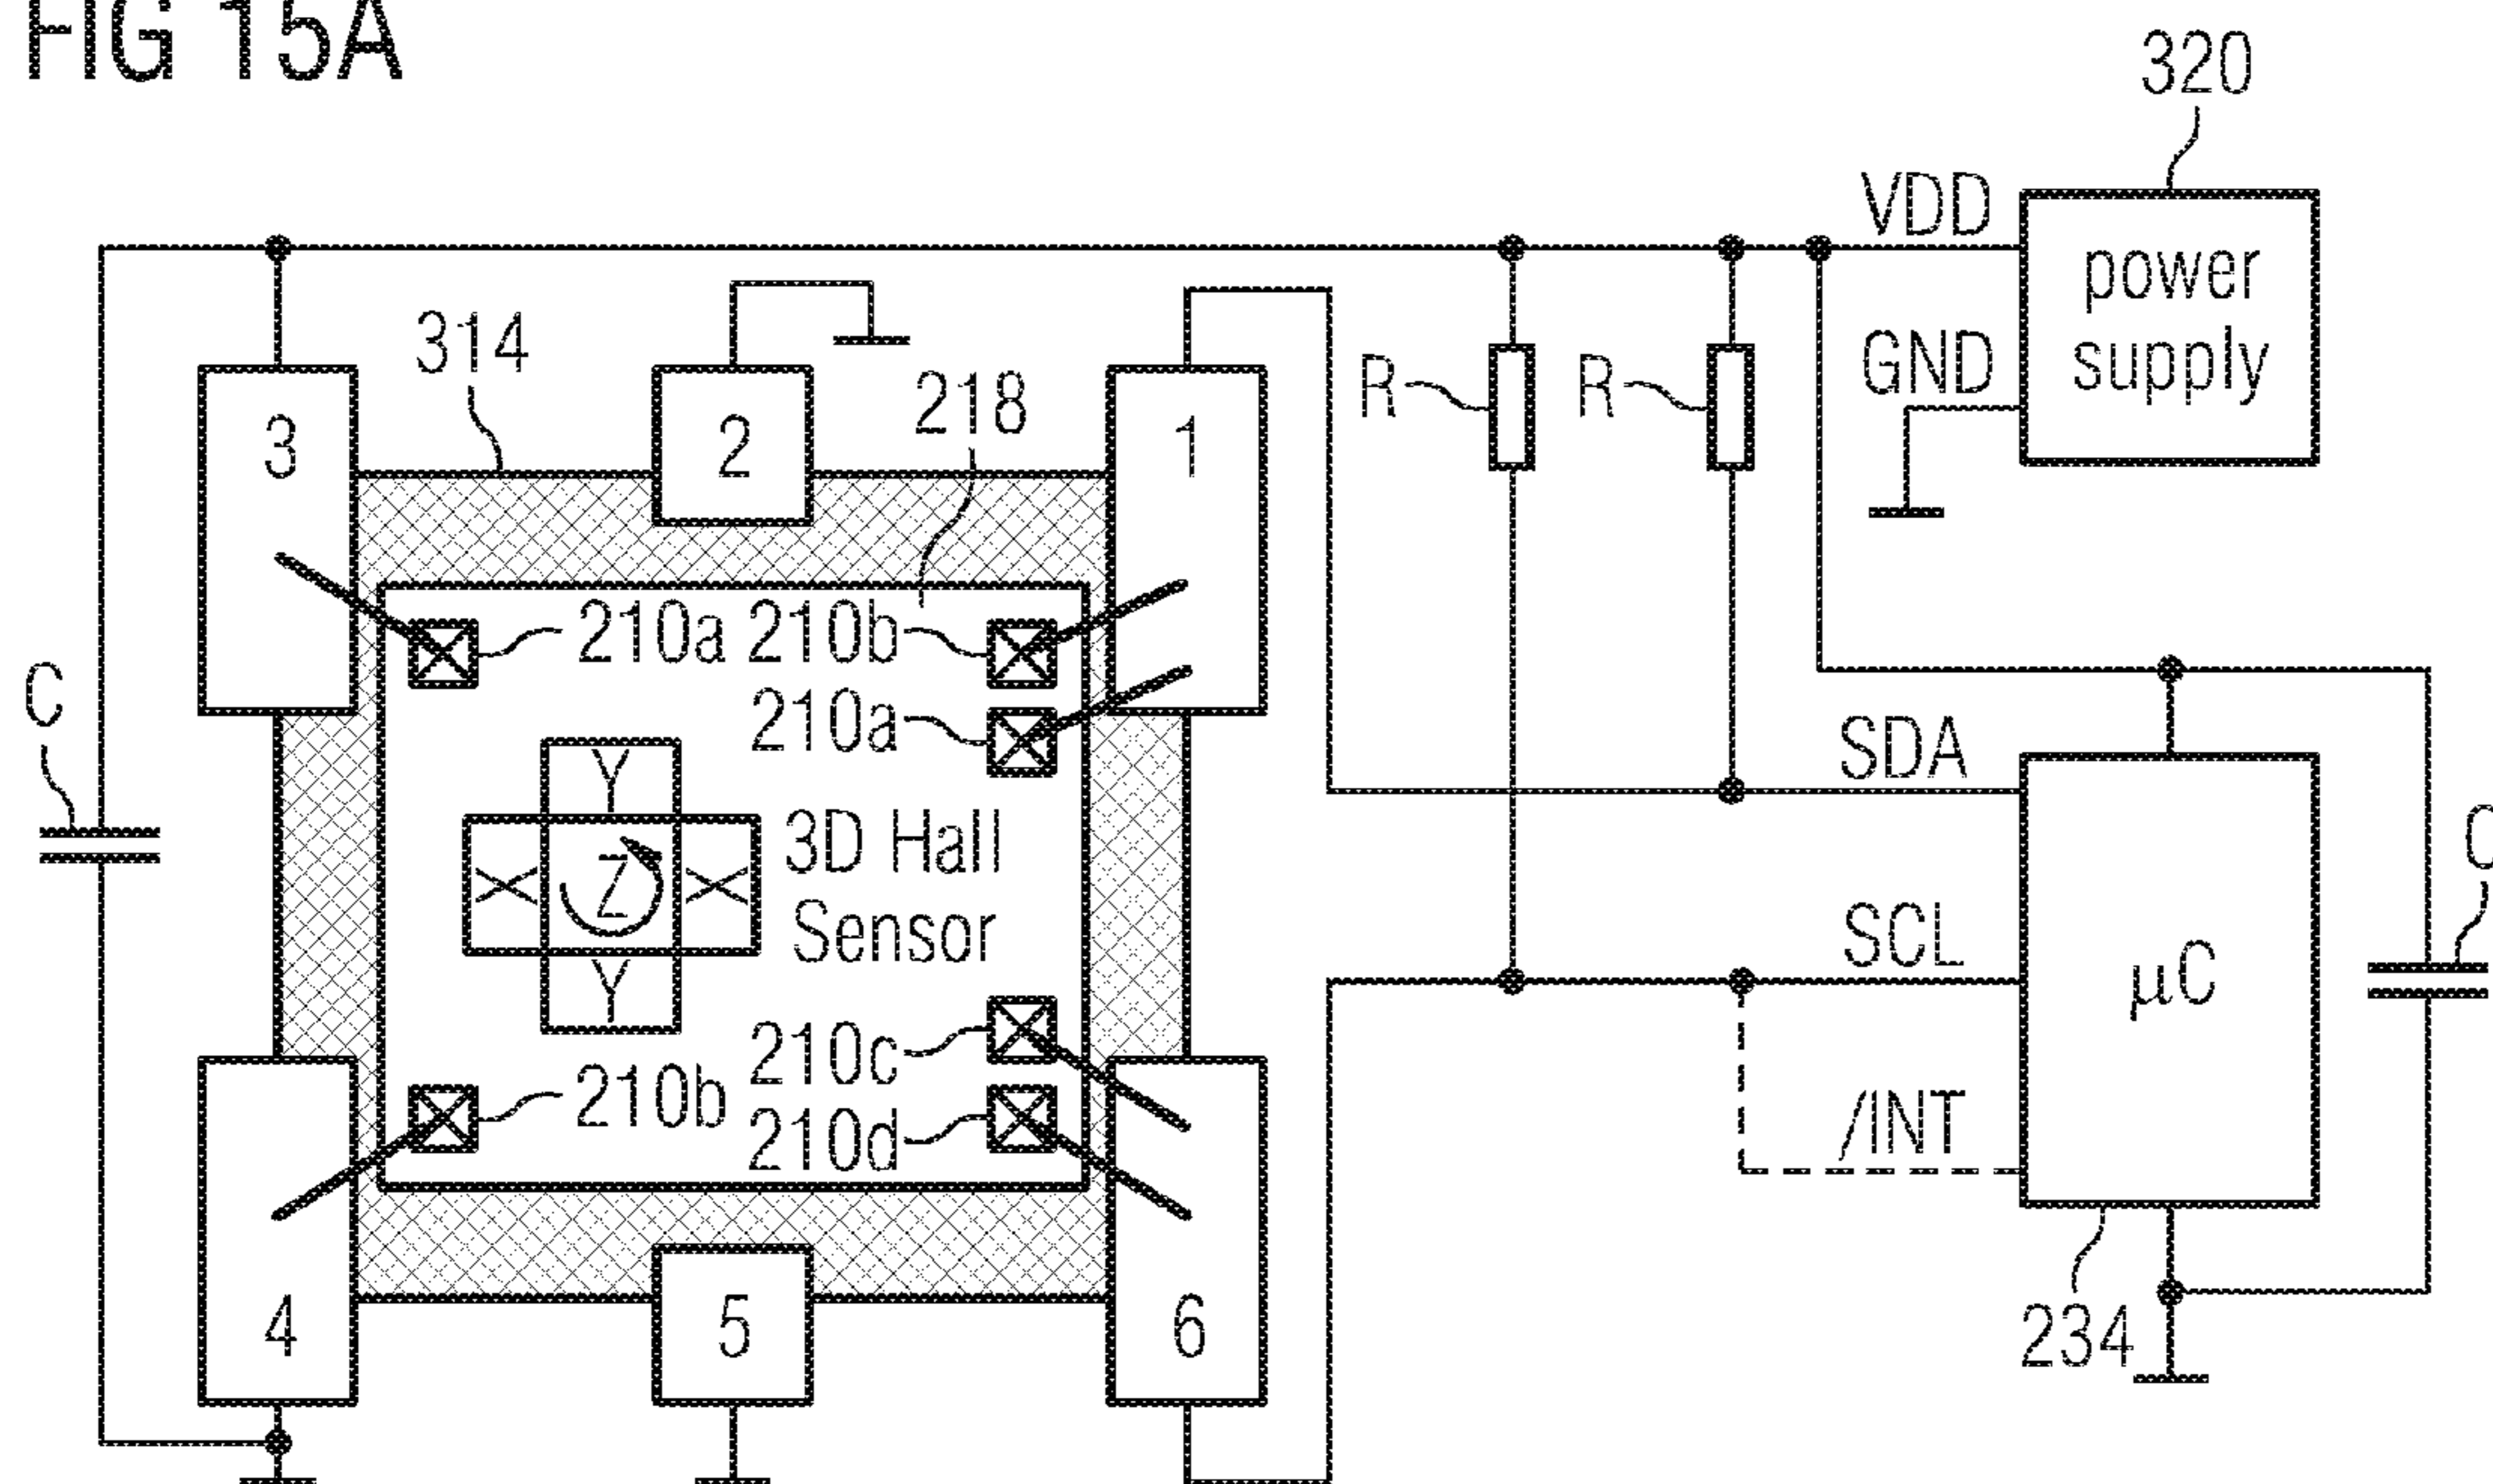 FIG 15A
320
VDD
power
supply
GND
314
218
R
R
3
2
1
210a
210b
210a
C
SDA
C
Y
X
Z
X
Y
3D Hall
Sensor
SCL
µC
210c
210b
210d
/INT
4
5
6
234